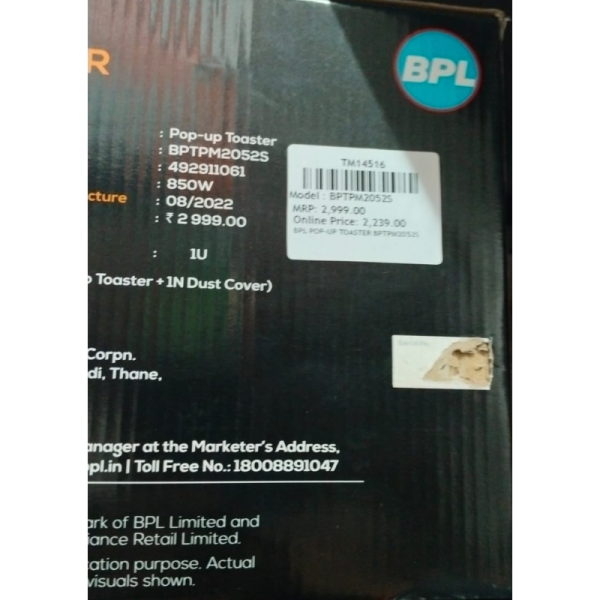 R
BPL
: Pop-up Toaster
: BPTPM2052S
: 492911061
: 850W
cture : 08/2022
: ₹ 2 999.00
: 1U
o Toaster + 1N Dust Cover)
TM14516
Model : BPTPM2052S
MRP: 2,999.00
Online Price: 2,239.00
BPL POP-UP TOASTER BPTPM2052S
Corpn.
di, Thane,
anager at the Marketer's Address,
opl.in | Toll Free No.: 18008891047
ark of BPL Limited and
iance Retail Limited.
tation purpose. Actual
visuals shown.